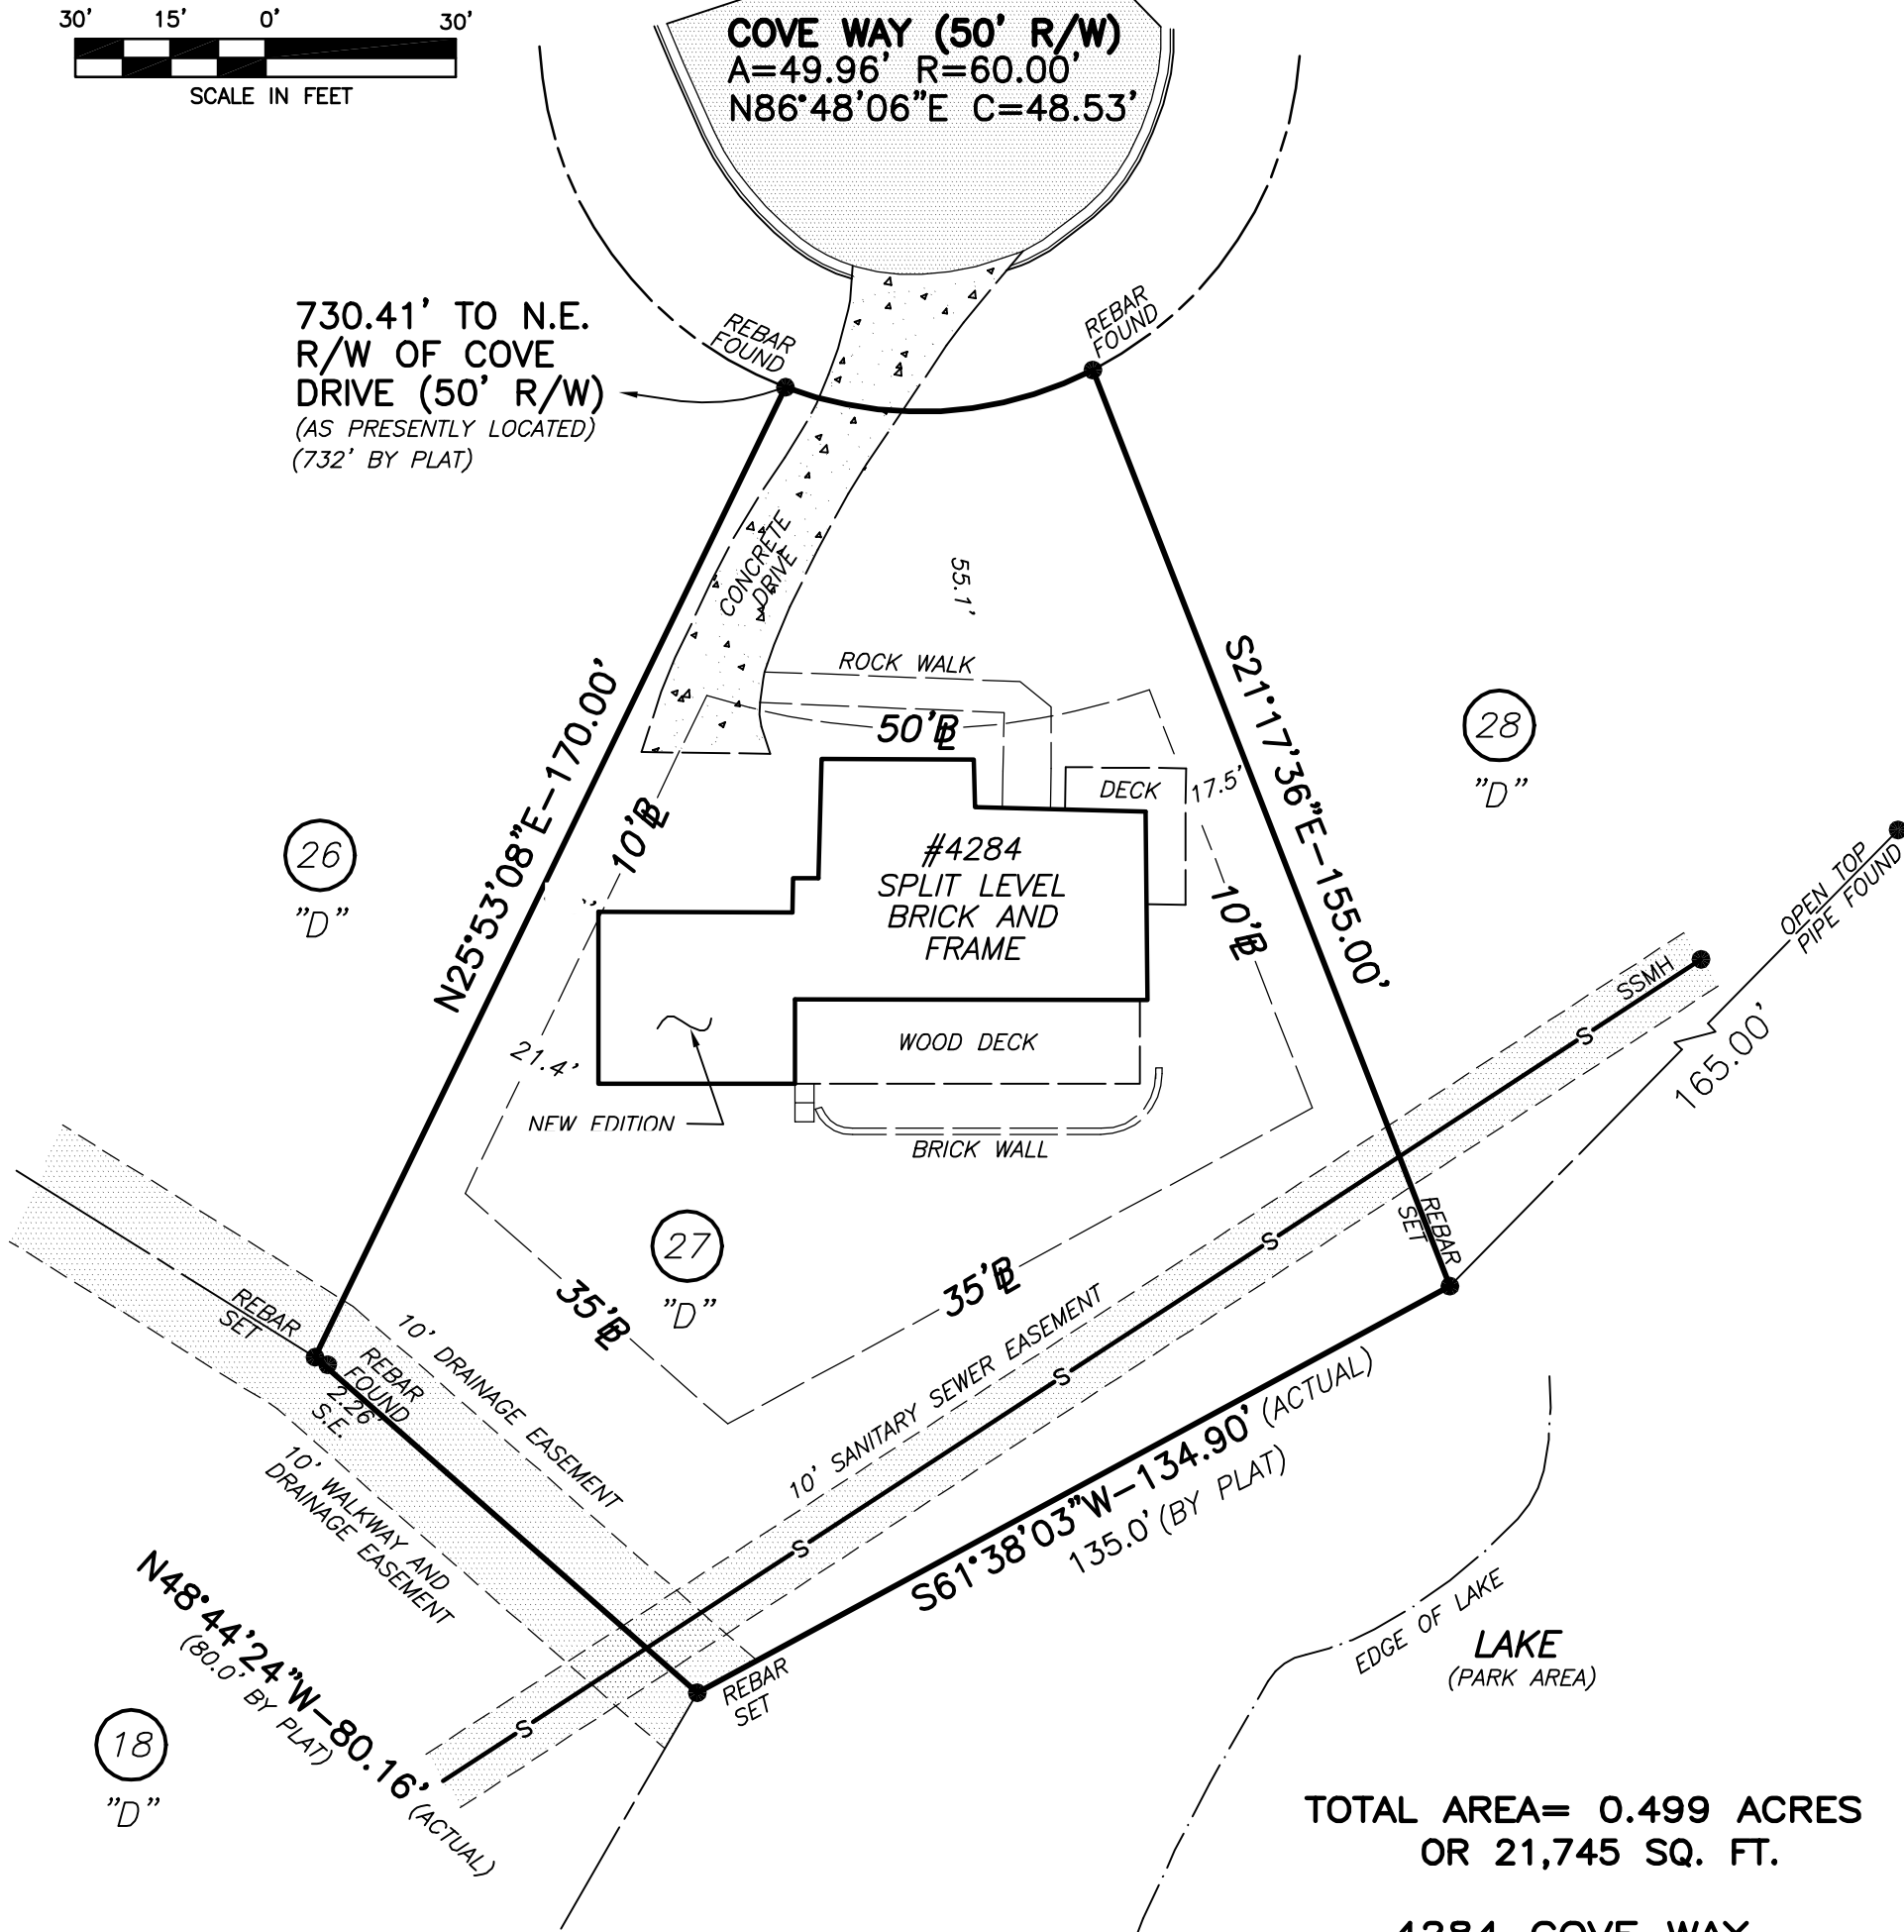 30' 15' 0' 30'
SCALE IN FEET
COVE WAY (50' R/W)
A=49.96' R=60.00'
N86°48'06"E C=48.53'
730.41' TO N.E.
R/W OF COVE
DRIVE (50' R/W)
(AS PRESENTLY LOCATED)
(732' BY PLAT)
REBAR
FOUND
REBAR
FOUND
CONCRETE
DRIVE
55.1'
ROCK WALK
50'BL
N25°53'08"E-170.00'
S21°17'36"E-155.00'
28
"D"
26
"D"
10'BL
DECK
17.5'
#4284
SPLIT LEVEL
BRICK AND
FRAME
10'BL
OPEN TOP
PIPE FOUND
SSMH
S
165.00'
WOOD DECK
21.4'
NEW EDITION
BRICK WALL
REBAR
SET
27
"D"
35'BL
35'BL
S
REBAR
SET
REBAR
FOUND
2.26'
S.E.
10' DRAINAGE EASEMENT
10' WALKWAY AND
DRAINAGE EASEMENT
10' SANITARY SEWER EASEMENT
S
S
S
S61°38'03"W-134.90' (ACTUAL)
135.0' (BY PLAT)
N48°44'24"W-80.16' (ACTUAL)
(80.0' BY PLAT)
REBAR
SET
EDGE OF LAKE
LAKE
(PARK AREA)
18
"D"
TOTAL AREA= 0.499 ACRES
OR 21,745 SQ. FT.
4284 COVE WAY